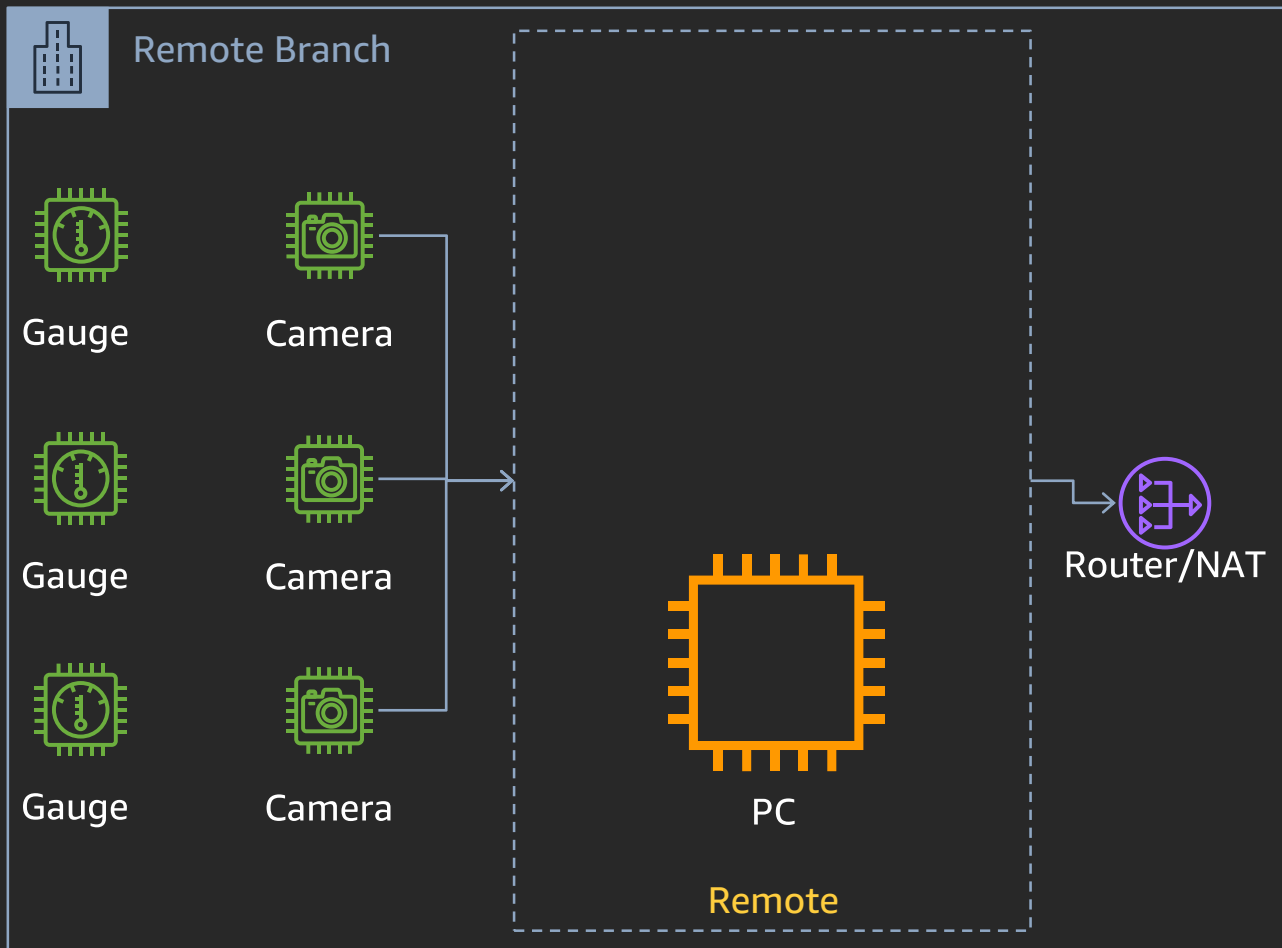 Remote Branch
Gauge
Camera
Gauge
Camera
Router/NAT
Gauge
Camera
PC
Remote